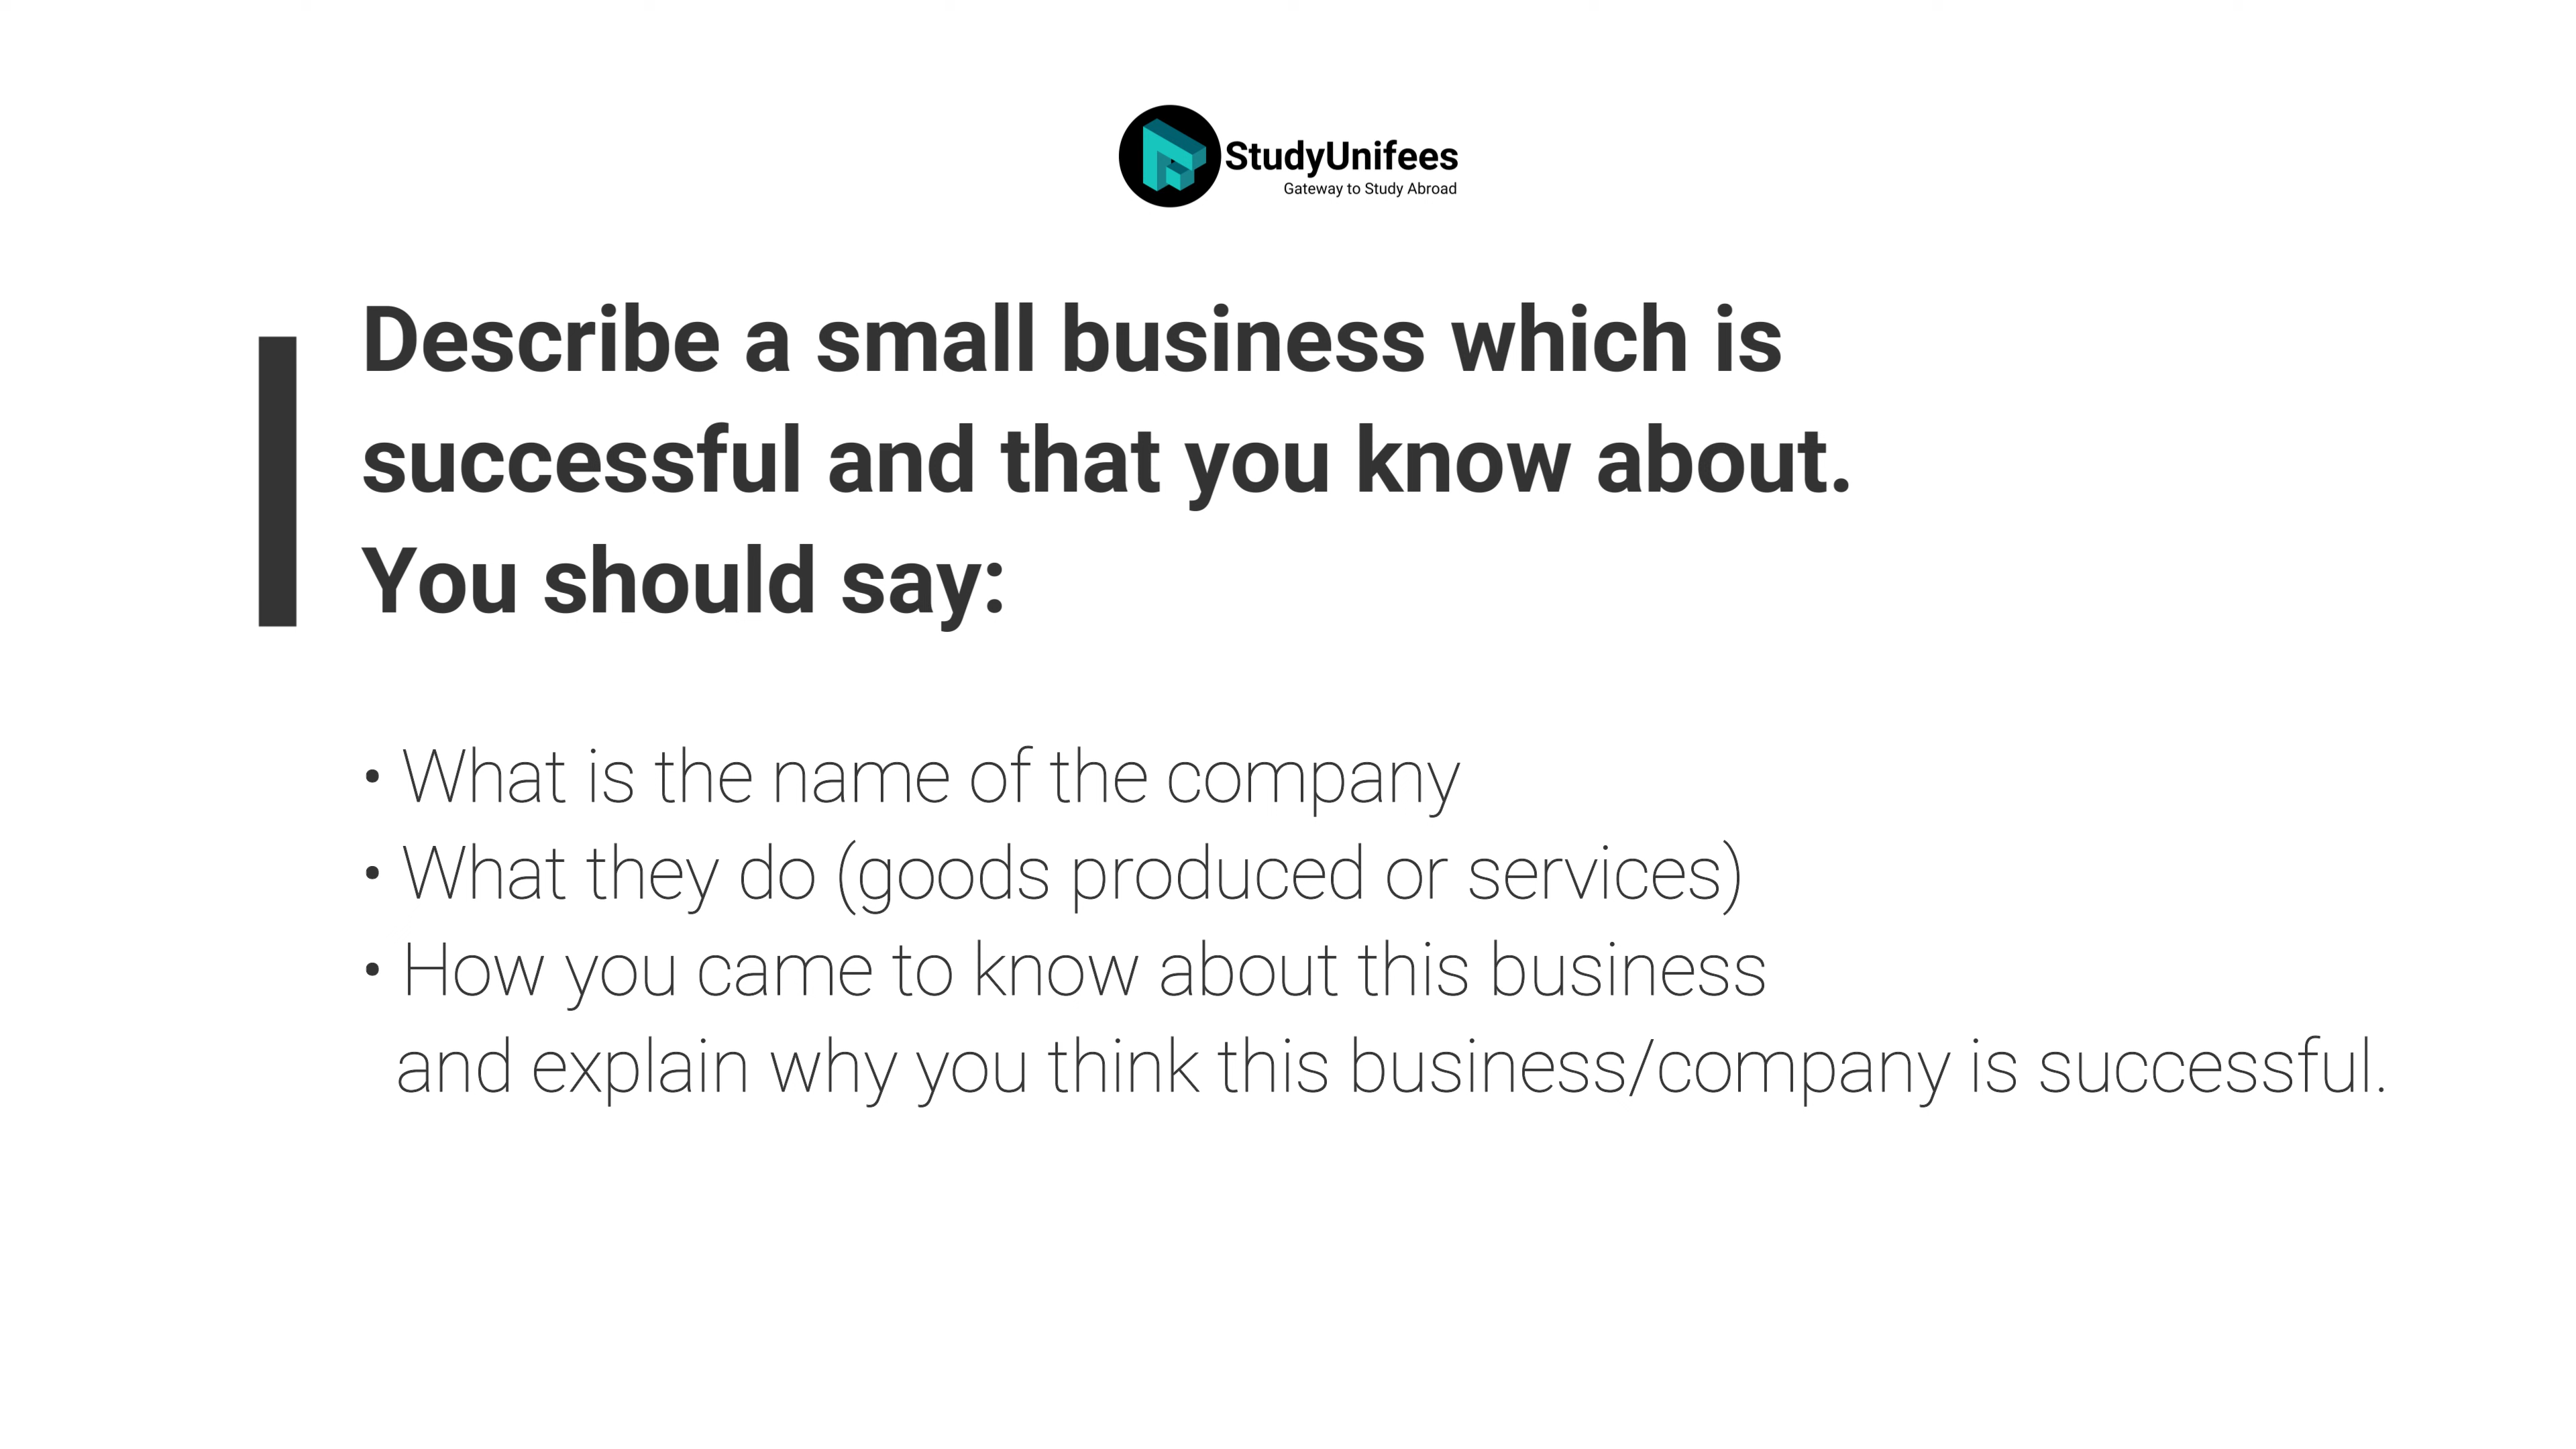 StudyUnifees
Gateway to Study Abroad
Describe a small business which is
successful and that you know about.
You should say:
• What is the name of the company
• What they do (goods produced or services)
• How you came to know about this business
and explain why you think this business/company is successful.